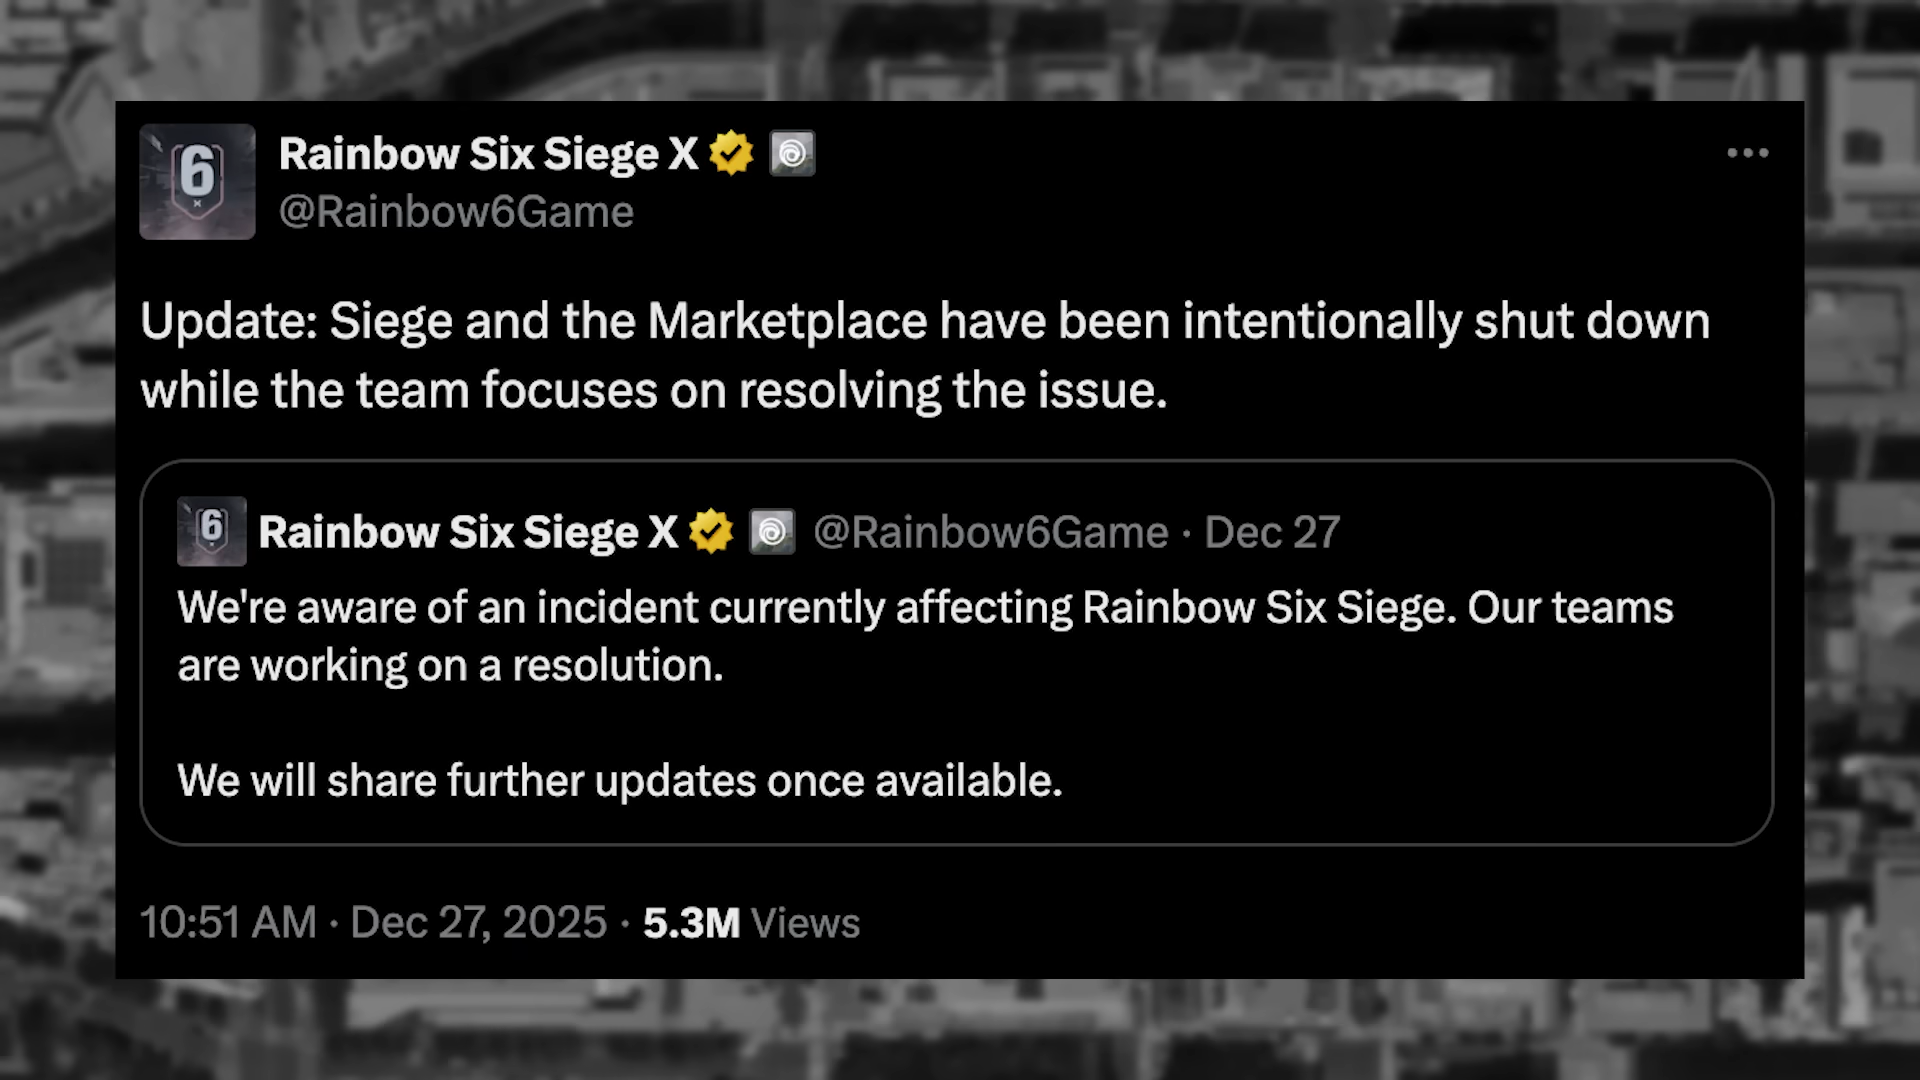 Rainbow Six Siege X
@Rainbow6Game
Update: Siege and the Marketplace have been intentionally shut down
while the team focuses on resolving the issue.
Rainbow Six Siege X @Rainbow6Game · Dec 27
We're aware of an incident currently affecting Rainbow Six Siege. Our teams
are working on a resolution.
We will share further updates once available.
10:51 AM · Dec 27, 2025 · 5.3M Views